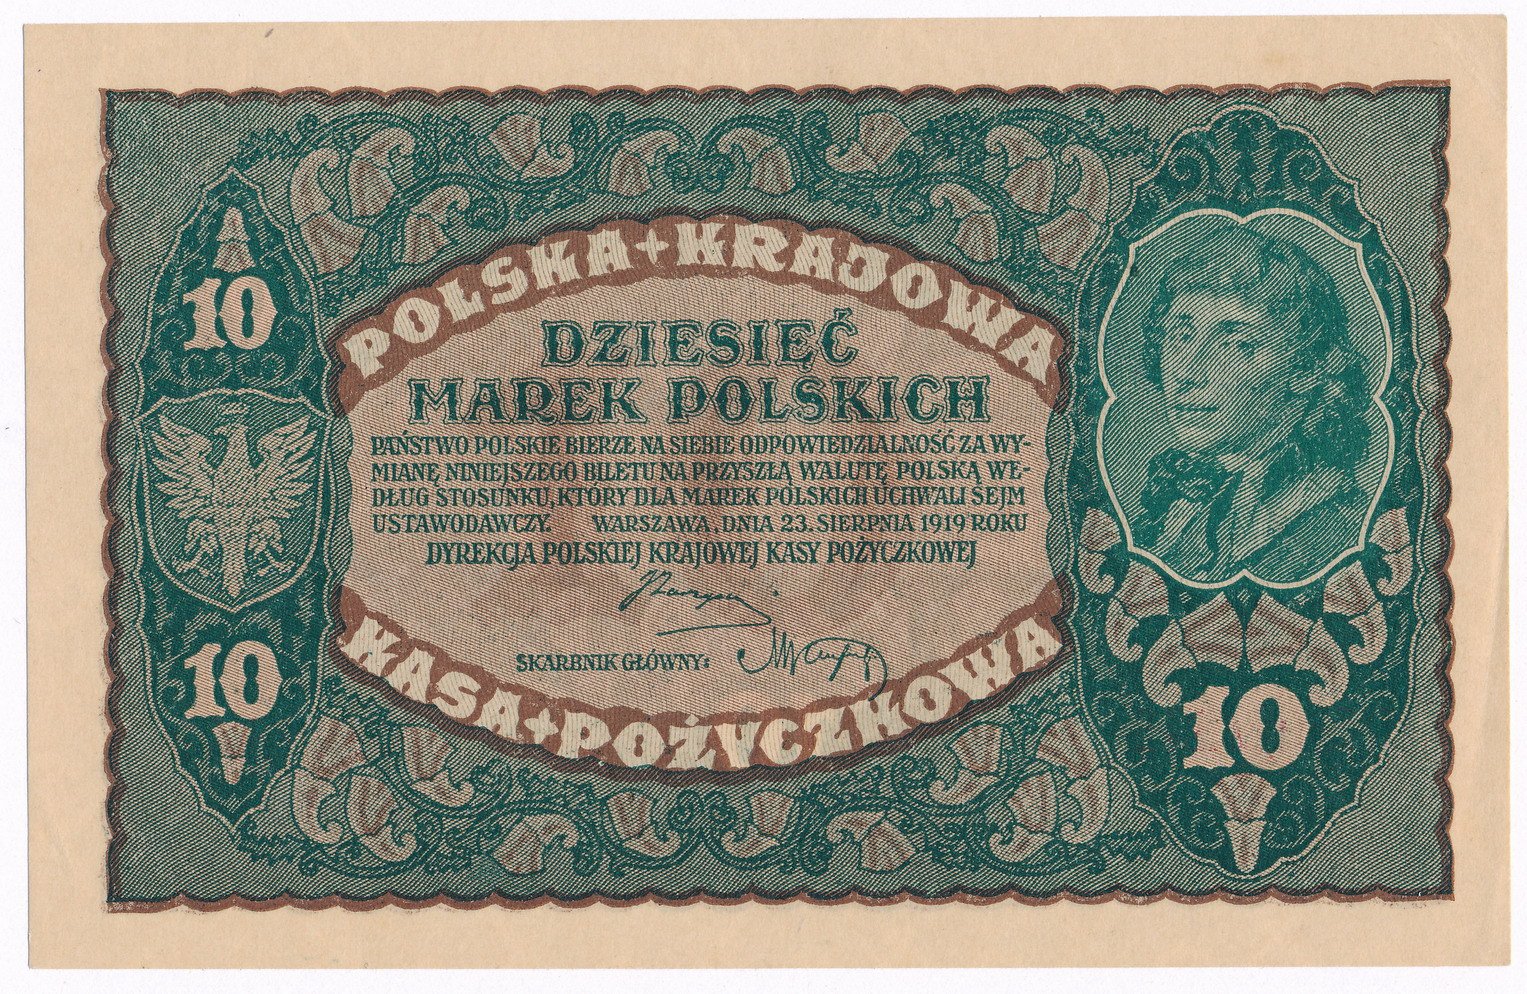 POLSKA+KRAJOWA
10
DZIESIĘĆ
MAREK POLSKICH
PAŃSTWO POLSKIE BIERZE NA SIEBIE ODPOWIEDZIALNOŚĆ ZA WY-
MIANĘ NINIEJSZEGO BILETU NA PRZYSZŁĄ WALUTĘ POLSKĄ WE-
DŁUG STOSUNKU, KTÓRY DLA MAREK POLSKICH UCHWALI SEJM
USTAWODAWCZY. WARSZAWA, DNIA 23. SIERPNIA 1919 ROKU
DYREKCJA POLSKIEJ KRAJOWEJ KASY POŻYCZKOWEJ
SKARBNIK GŁÓWNY:
10
10
KASA+POŻYCZKOWA